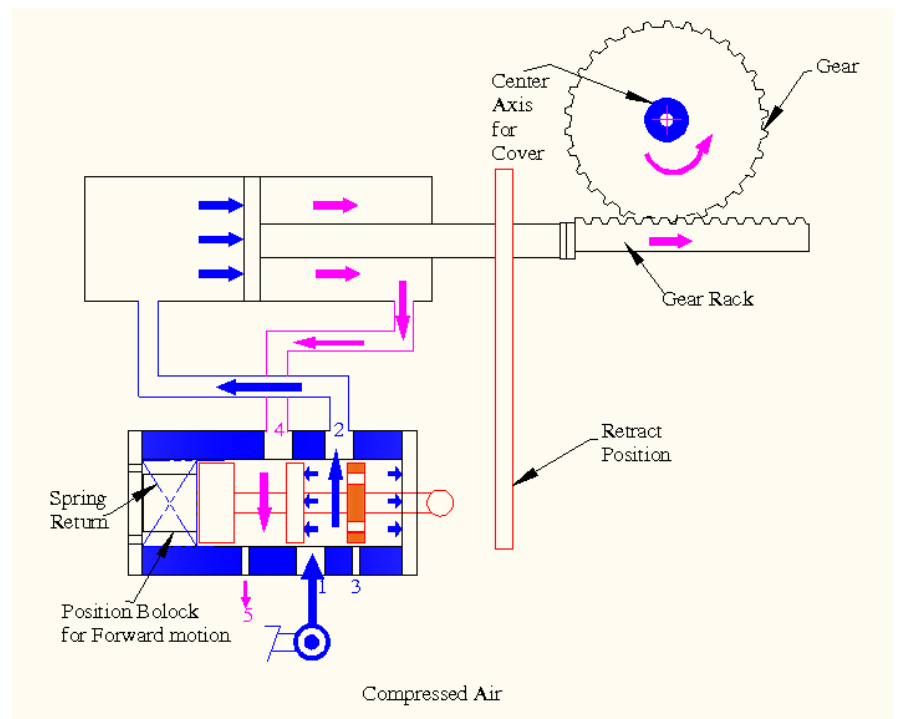 Center
Axis
for
Cover
Gear
Gear Rack
Retract
Position
4
2
Spring
Return
1
3
5
Position Bolock
for Forward motion
Compressed Air